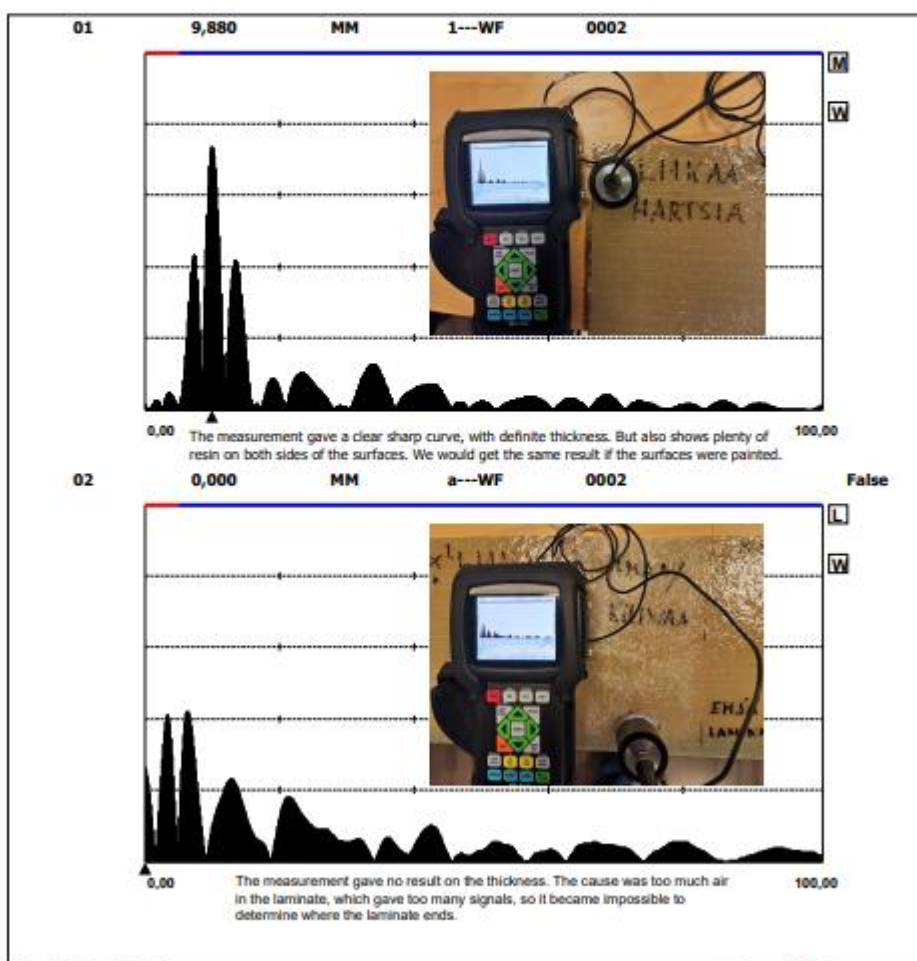 01 9,880 MM 1---WF 0002
M
W
LIIKAA
HARTSIA
0,00 100,00
The measurement gave a clear sharp curve, with definite thickness. But also shows plenty of
resin on both sides of the surfaces. We would get the same result if the surfaces were painted.
02 0,000 MM a---WF 0002 False
L
W
KUIVAA
0,00 100,00
The measurement gave no result on the thickness. The cause was too much air
in the laminate, which gave too many signals, so it became impossible to
determine where the laminate ends.